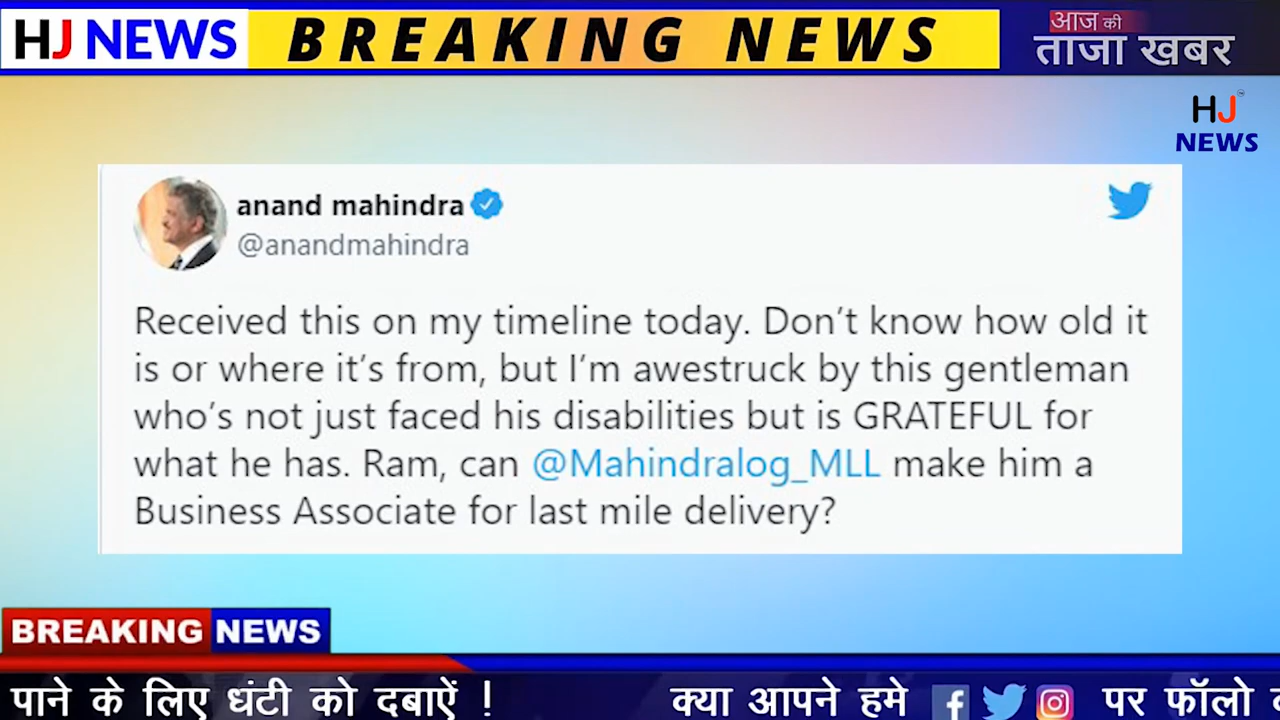 HJ NEWS
BREAKING NEWS
आज की
ताजा खबर
HJ
NEWS
anand mahindra
@anandmahindra
Received this on my timeline today. Don’t know how old it
is or where it’s from, but I’m awestruck by this gentleman
who’s not just faced his disabilities but is GRATEFUL for
what he has. Ram, can @Mahindralog_MLL make him a
Business Associate for last mile delivery?
BREAKING NEWS
पाने के लिए धंटी को दबाऐं ! क्या आपने हमे पर फॉलो